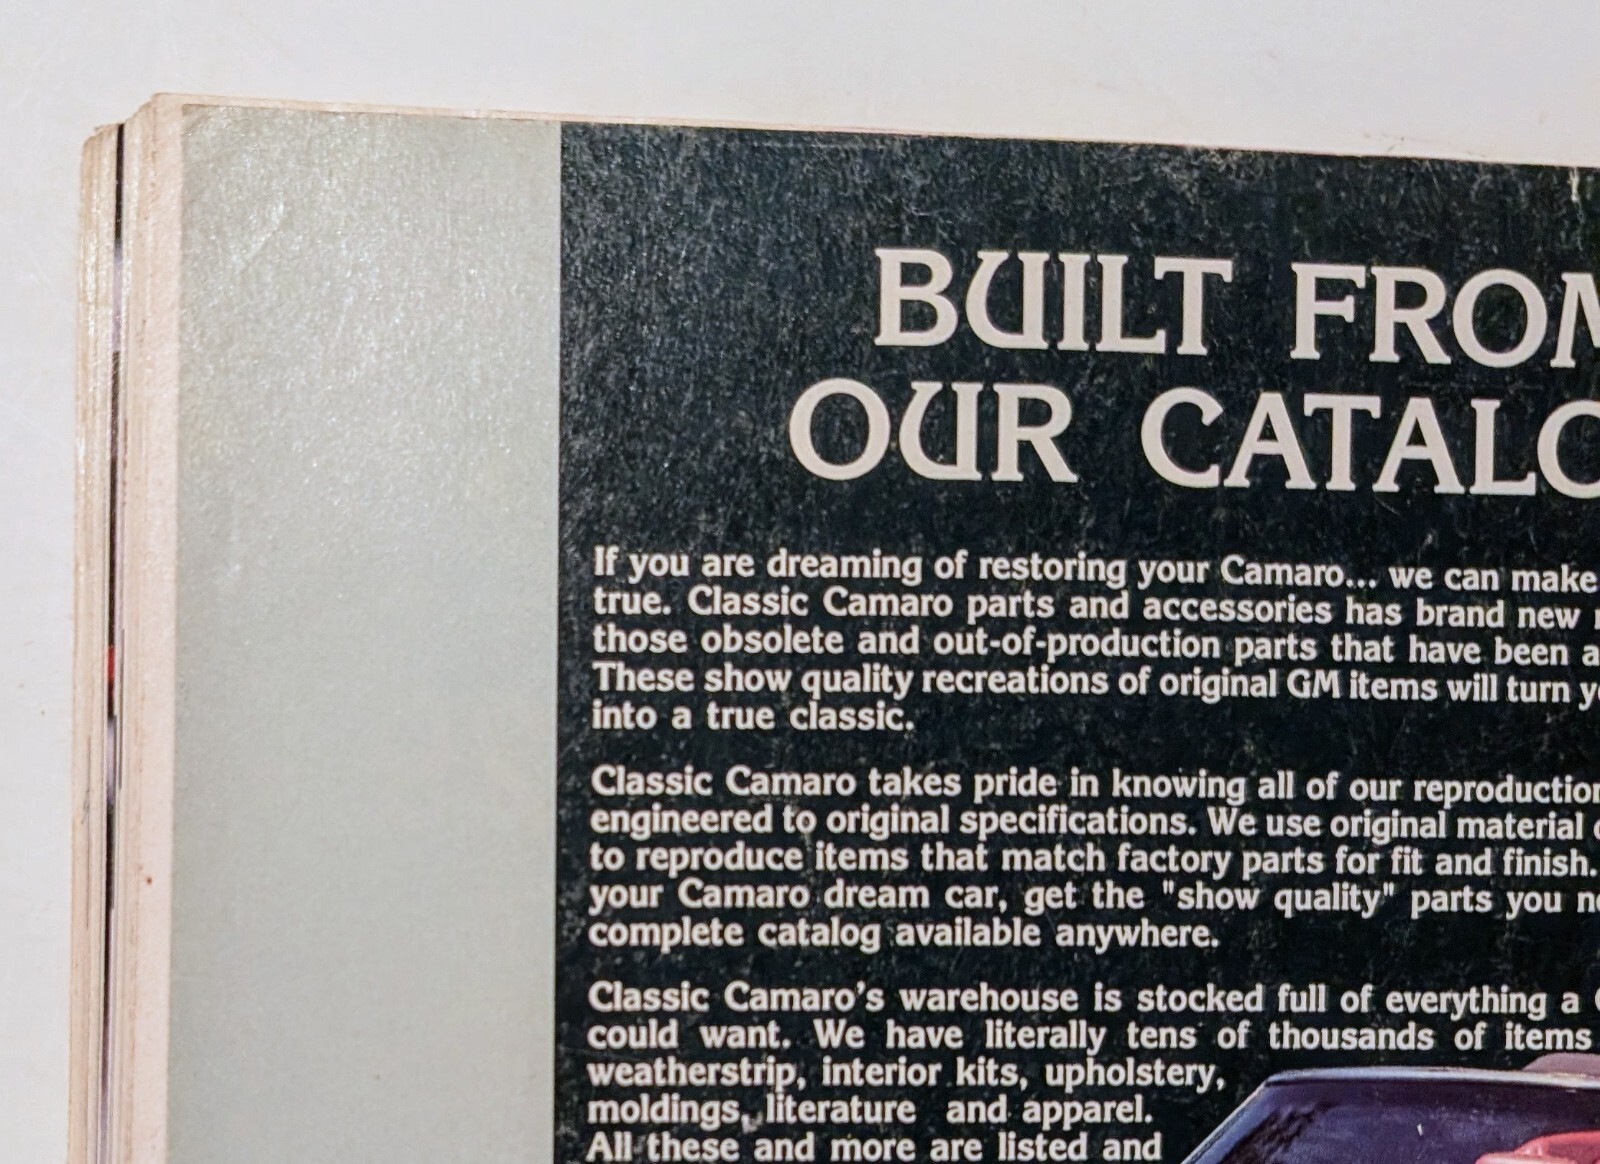 BUILT FROM
OUR CATALO
If you are dreaming of restoring your Camaro... we can make
true. Classic Camaro parts and accessories has brand new
those obsolete and out-of-production parts that have been a
These show quality recreations of original GM items will turn
into a true classic.
Classic Camaro takes pride in knowing all of our reproduction
engineered to original specifications. We use original material
to reproduce items that match factory parts for fit and finish.
your Camaro dream car, get the "show quality" parts you
complete catalog available anywhere.
Classic Camaro's warehouse is stocked full of everything a
could want. We have literally tens of thousands of items
weatherstrip, interior kits, upholstery,
moldings, literature and apparel.
All these and more are listed and